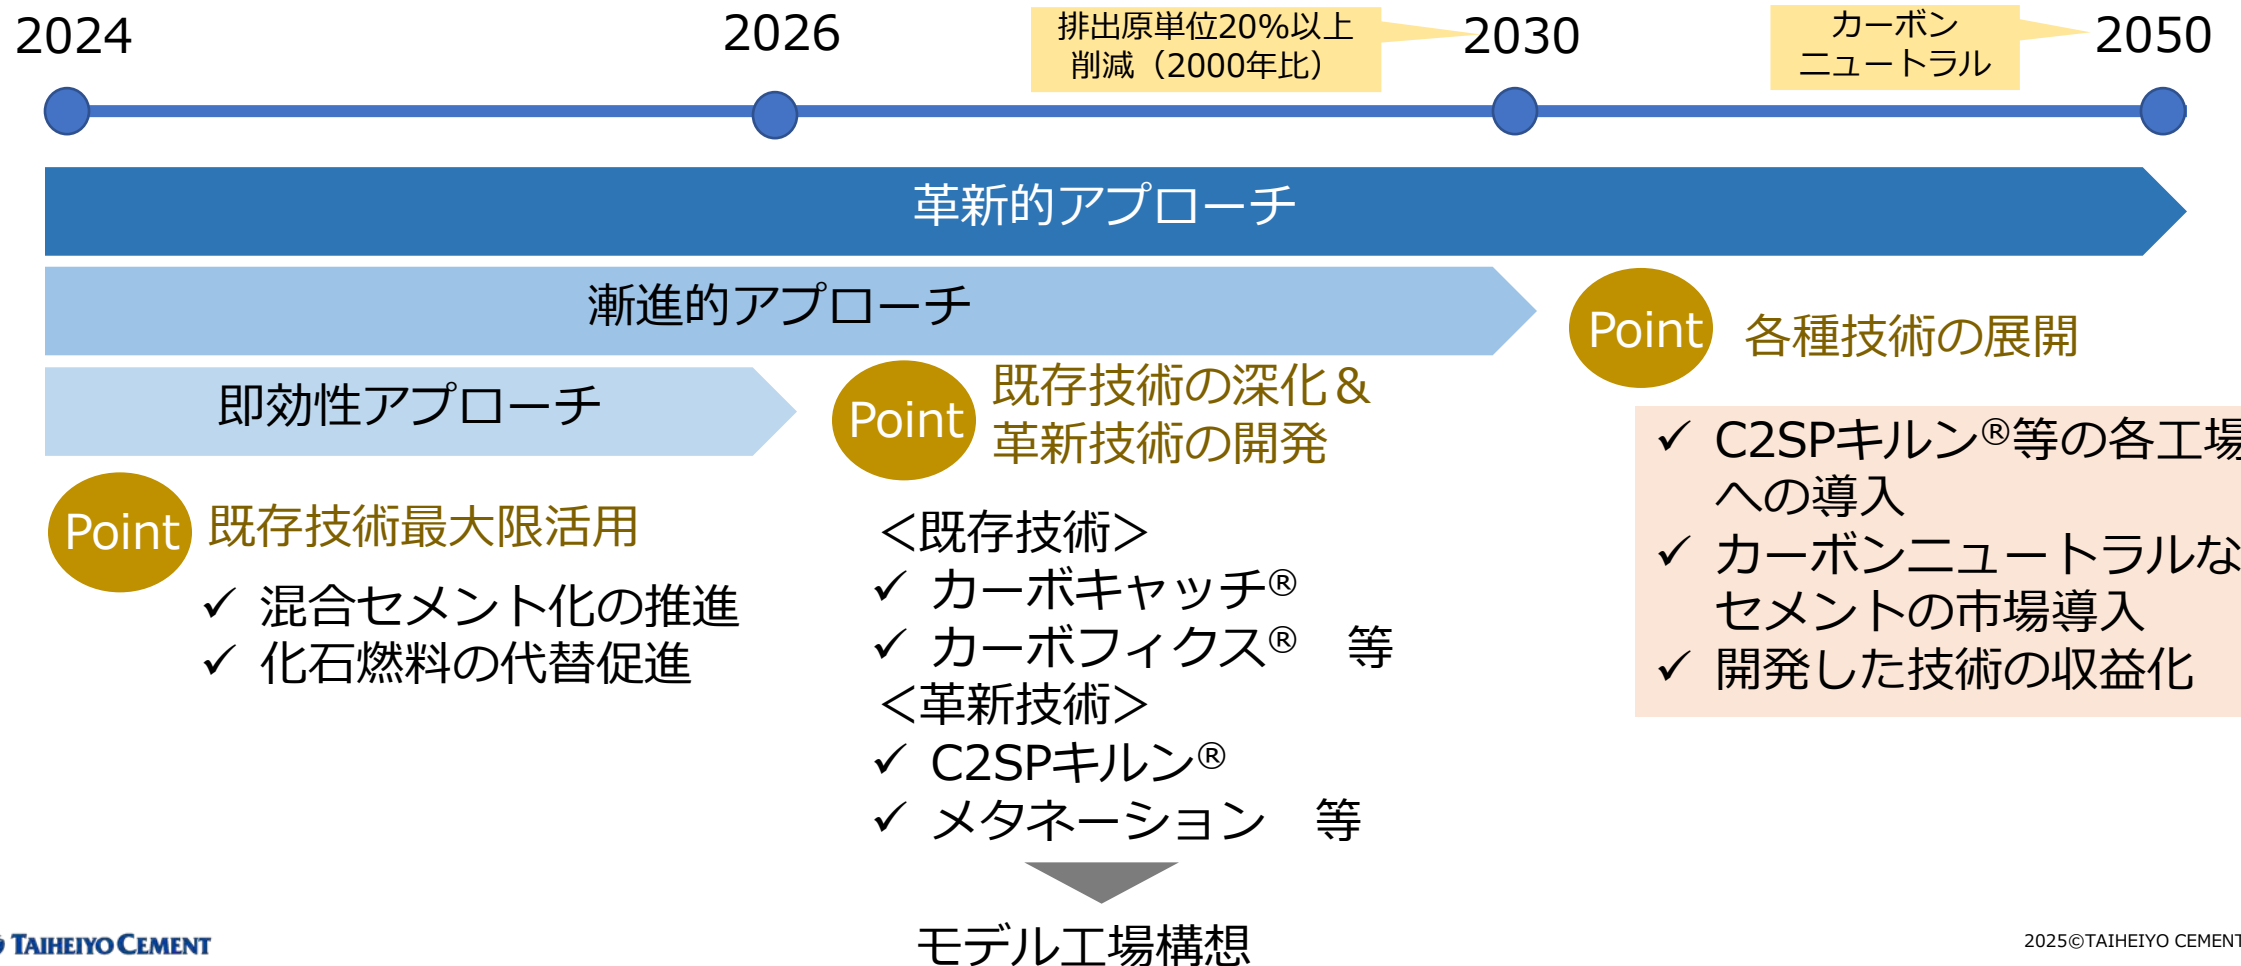 2024
2026
排出原単位20%以上
削減（2000年比）
2030
カーボン
ニュートラル
2050
革新的アプローチ
漸進的アプローチ
即効性アプローチ
Point
既存技術最大限活用
✓ 混合セメント化の推進
✓ 化石燃料の代替促進
Point
既存技術の深化＆
革新技術の開発
＜既存技術＞
✓ カーボキャッチ®
✓ カーボフィクス®　等
＜革新技術＞
✓ C2SPキルン®
✓ メタネーション　等
モデル工場構想
Point
各種技術の展開
✓ C2SPキルン®等の各工場
への導入
✓ カーボンニュートラルな
セメントの市場導入
✓ 開発した技術の収益化
TAIHEIYO CEMENT
2025©TAIHEIYO CEMENT